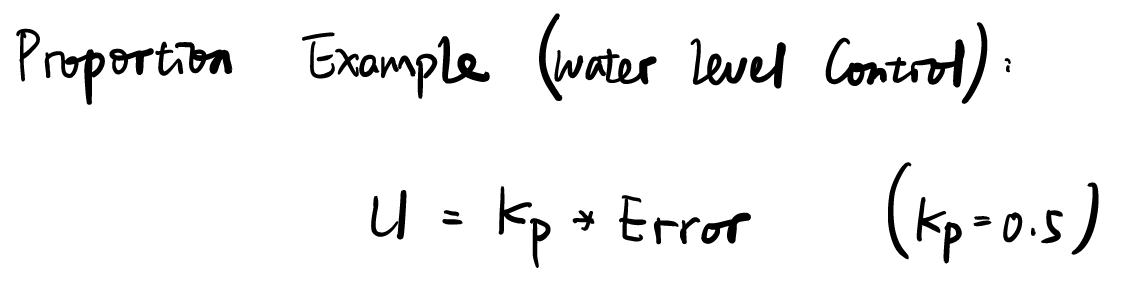 Proportion Example (water level Control):
U = Kp * Error (Kp = 0.5)